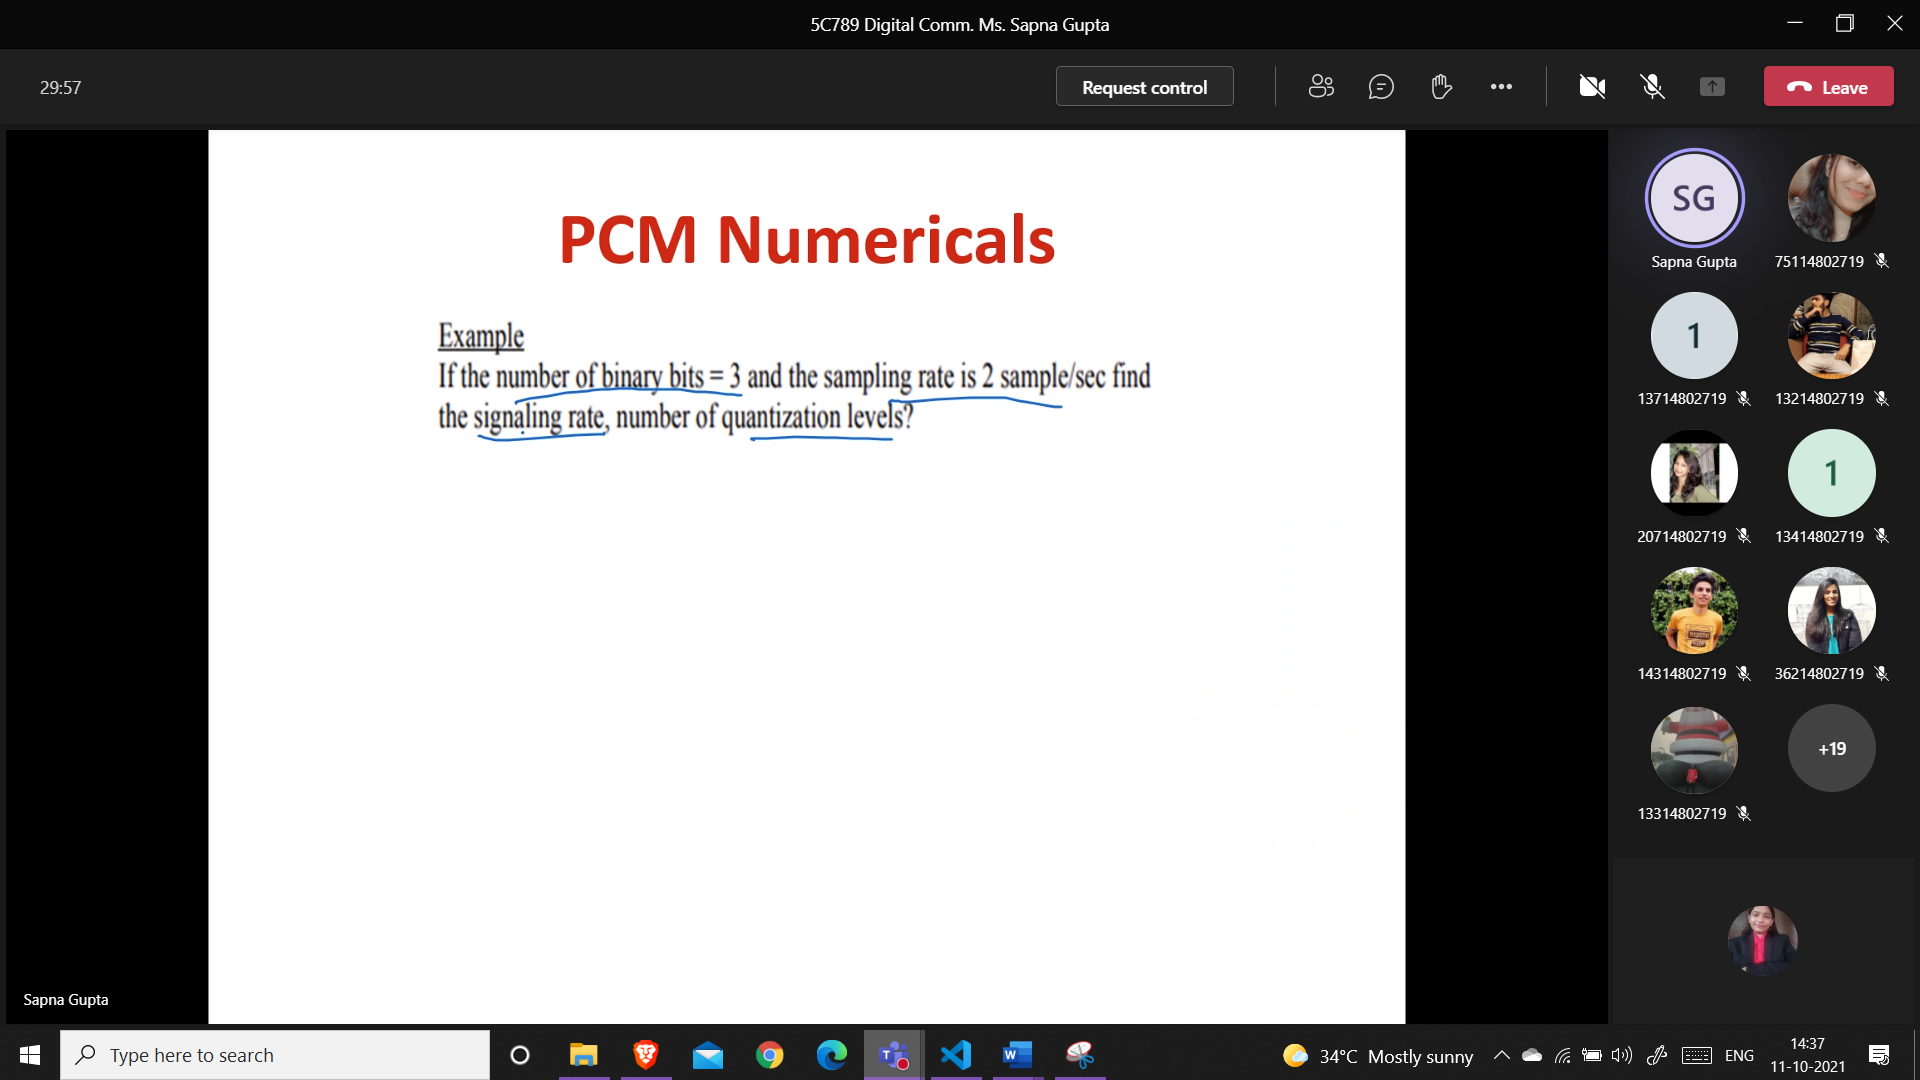 5C789 Digital Comm. Ms. Sapna Gupta
29:57
Request control
Leave
PCM Numericals
Example
If the number of binary bits = 3 and the sampling rate is 2 sample/sec find
the signaling rate, number of quantization levels?
SG
Sapna Gupta
75114802719
1
13714802719
13214802719
20714802719
1
13414802719
14314802719
36214802719
13314802719
+19
Sapna Gupta
Type here to search
34°C Mostly sunny
ENG
14:37
11-10-2021